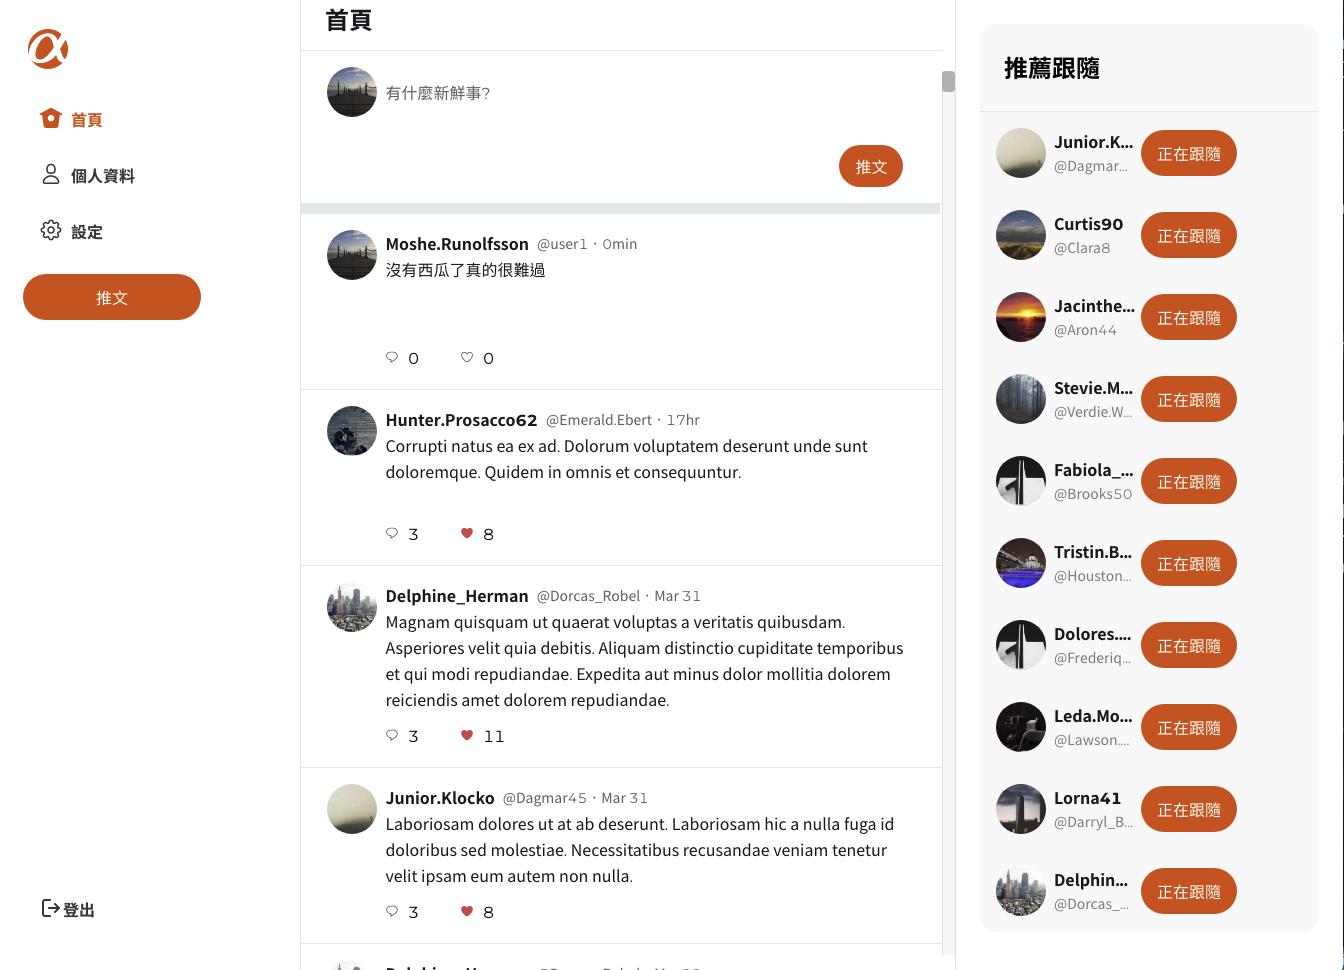 首頁
個人資料
設定
推文
登出
首頁
有什麼新鮮事?
推文
Moshe.Runolfsson @user1 · 0min
沒有西瓜了真的很難過
0 0
Hunter.Prosacco62 @Emerald.Ebert · 17hr
Corrupti natus ea ex ad. Dolorum voluptatem deserunt unde sunt
doloremque. Quidem in omnis et consequuntur.
3 8
Delphine_Herman @Dorcas_Robel · Mar 31
Magnam quisquam ut quaerat voluptas a veritatis quibusdam.
Asperiores velit quia debitis. Aliquam distinctio cupiditate temporibus
et qui modi repudiandae. Expedita aut minus dolor mollitia dolorem
reiciendis amet dolorem repudiandae.
3 11
Junior.Klocko @Dagmar45 · Mar 31
Laboriosam dolores ut at ab deserunt. Laboriosam hic a nulla fuga id
doloribus sed molestiae. Necessitatibus recusandae veniam tenetur
velit ipsam eum autem non nulla.
3 8
推薦跟隨
Junior.K...
@Dagmar...
正在跟隨
Curtis90
@Clara8
正在跟隨
Jacinthe...
@Aron44
正在跟隨
Stevie.M...
@Verdie.W...
正在跟隨
Fabiola_...
@Brooks50
正在跟隨
Tristin.B...
@Houston...
正在跟隨
Dolores....
@Frederiq...
正在跟隨
Leda.Mo...
@Lawson....
正在跟隨
Lorna41
@Darryl_B...
正在跟隨
Delphin...
@Dorcas_...
正在跟隨